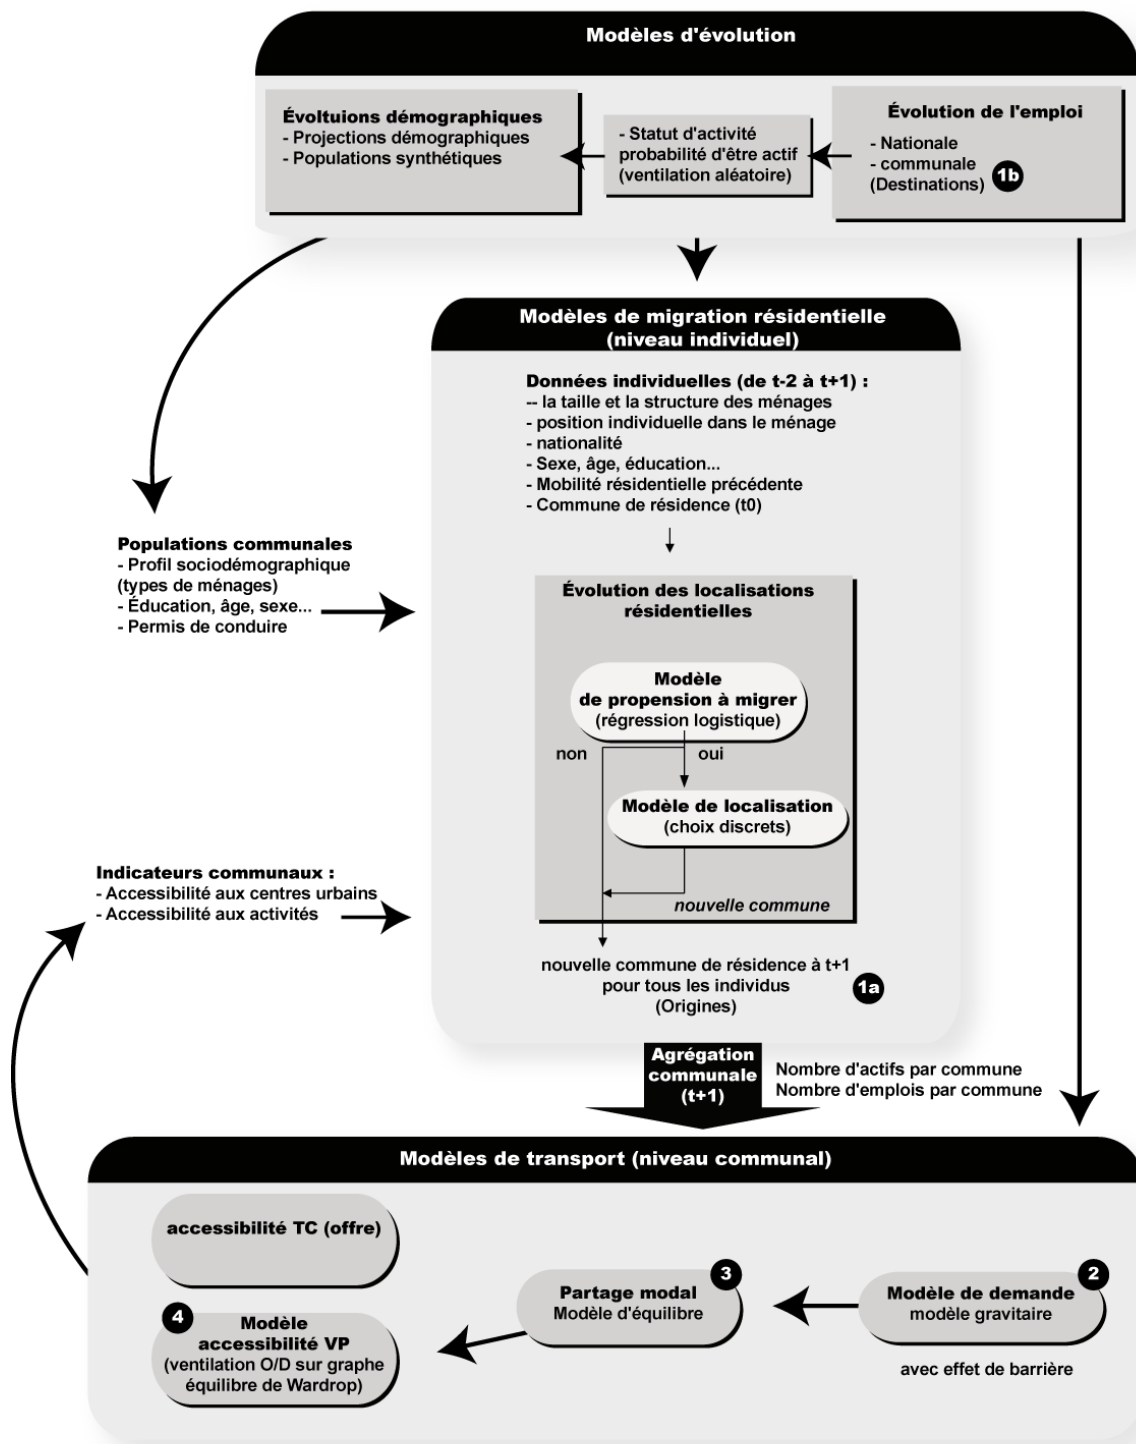 Modèles d'évolution
Évoltuions démographiques
- Projections démographiques
- Populations synthétiques
- Statut d'activité
probabilité d'être actif
(ventilation aléatoire)
Évolution de l'emploi
- Nationale
- communale
(Destinations)
1b
Modèles de migration résidentielle
(niveau individuel)
Données individuelles (de t-2 à t+1) :
-- la taille et la structure des ménages
- position individuelle dans le ménage
- nationalité
- Sexe, âge, éducation...
- Mobilité résidentielle précédente
- Commune de résidence (t0)
Populations communales
- Profil sociodémographique
(types de ménages)
- Éducation, âge, sexe...
- Permis de conduire
Évolution des localisations
résidentielles
Modèle
de propension à migrer
(régression logistique)
non
oui
Modèle de localisation
(choix discrets)
nouvelle commune
Indicateurs communaux :
- Accessibilité aux centres urbains
- Accessibilité aux activités
nouvelle commune de résidence à t+1
pour tous les individus
(Origines)
1a
Agrégation
communale
(t+1)
Nombre d'actifs par commune
Nombre d'emplois par commune
Modèles de transport (niveau communal)
accessibilité TC (offre)
4
Modèle
accessibilité VP
(ventilation O/D sur graphe
équilibre de Wardrop)
3
Partage modal
Modèle d'équilibre
2
Modèle de demande
modèle gravitaire
avec effet de barrière